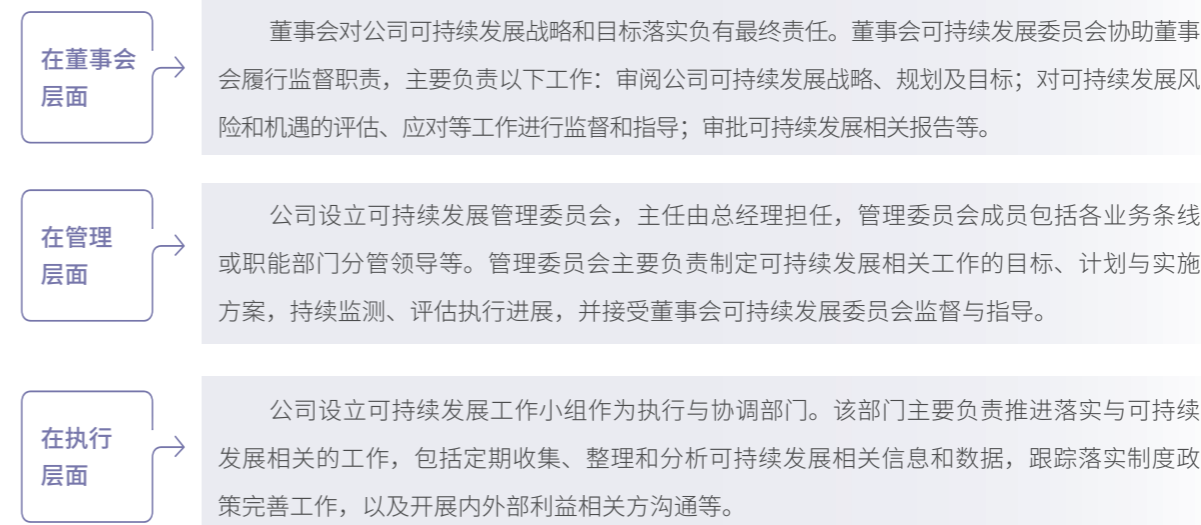 在董事会
层面
董事会对公司可持续发展战略和目标落实负有最终责任。董事会可持续发展委员会协助董事
会履行监督职责，主要负责以下工作：审阅公司可持续发展战略、规划及目标；对可持续发展风
险和机遇的评估、应对等工作进行监督和指导；审批可持续发展相关报告等。
在管理
层面
公司设立可持续发展管理委员会，主任由总经理担任，管理委员会成员包括各业务条线
或职能部门分管领导等。管理委员会主要负责制定可持续发展相关工作的目标、计划与实施
方案，持续监测、评估执行进展，并接受董事会可持续发展委员会监督与指导。
在执行
层面
公司设立可持续发展工作小组作为执行与协调部门。该部门主要负责推进落实与可持续
发展相关的工作，包括定期收集、整理和分析可持续发展相关信息和数据，跟踪落实制度政
策完善工作，以及开展内外部利益相关方沟通等。